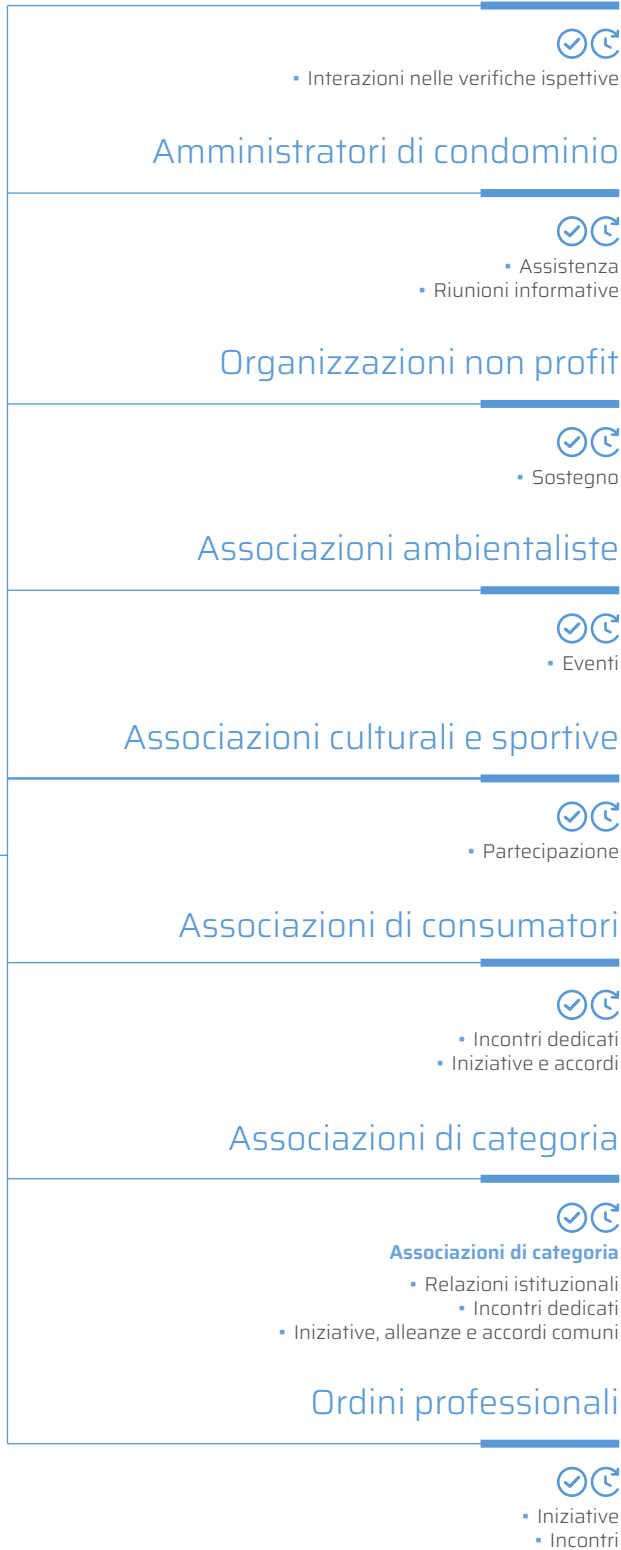 • Interazioni nelle verifiche ispettive
Amministratori di condominio
• Assistenza
• Riunioni informative
Organizzazioni non profit
• Sostegno
Associazioni ambientaliste
• Eventi
Associazioni culturali e sportive
• Partecipazione
Associazioni di consumatori
• Incontri dedicati
• Iniziative e accordi
Associazioni di categoria
Associazioni di categoria
• Relazioni istituzionali
• Incontri dedicati
• Iniziative, alleanze e accordi comuni
Ordini professionali
• Iniziative
• Incontri